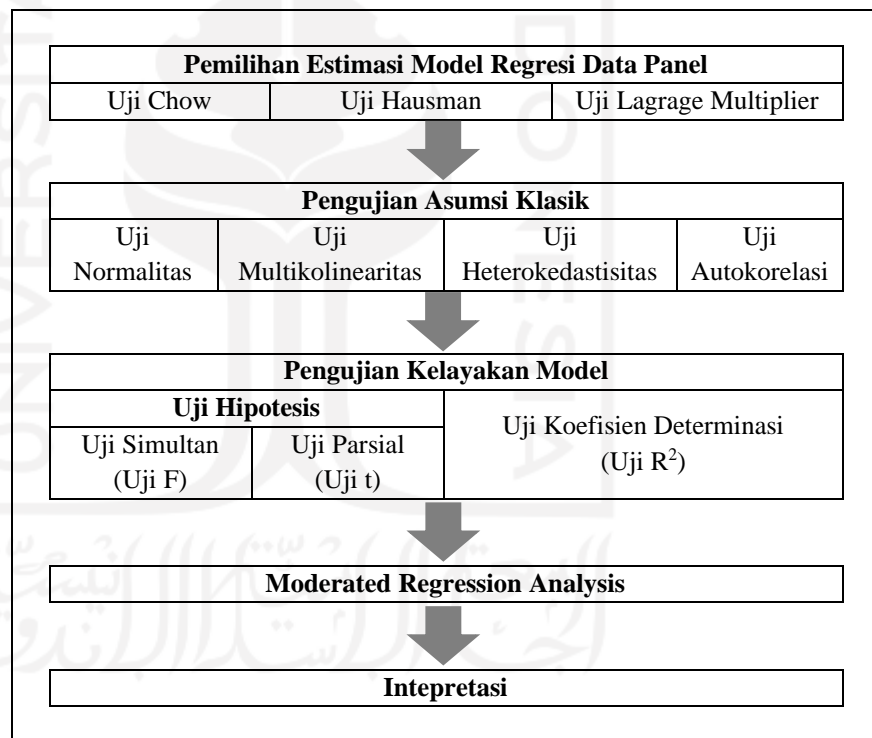 Pemilihan Estimasi Model Regresi Data Panel
Uji Chow
Uji Hausman
Uji Lagrage Multiplier
Pengujian Asumsi Klasik
Uji
Normalitas
Uji
Multikolinearitas
Uji
Heterokedastisitas
Uji
Autokorelasi
Pengujian Kelayakan Model
Uji Hipotesis
Uji Simultan
(Uji F)
Uji Parsial
(Uji t)
Uji Koefisien Determinasi
(Uji R²)
Moderated Regression Analysis
Intepretasi